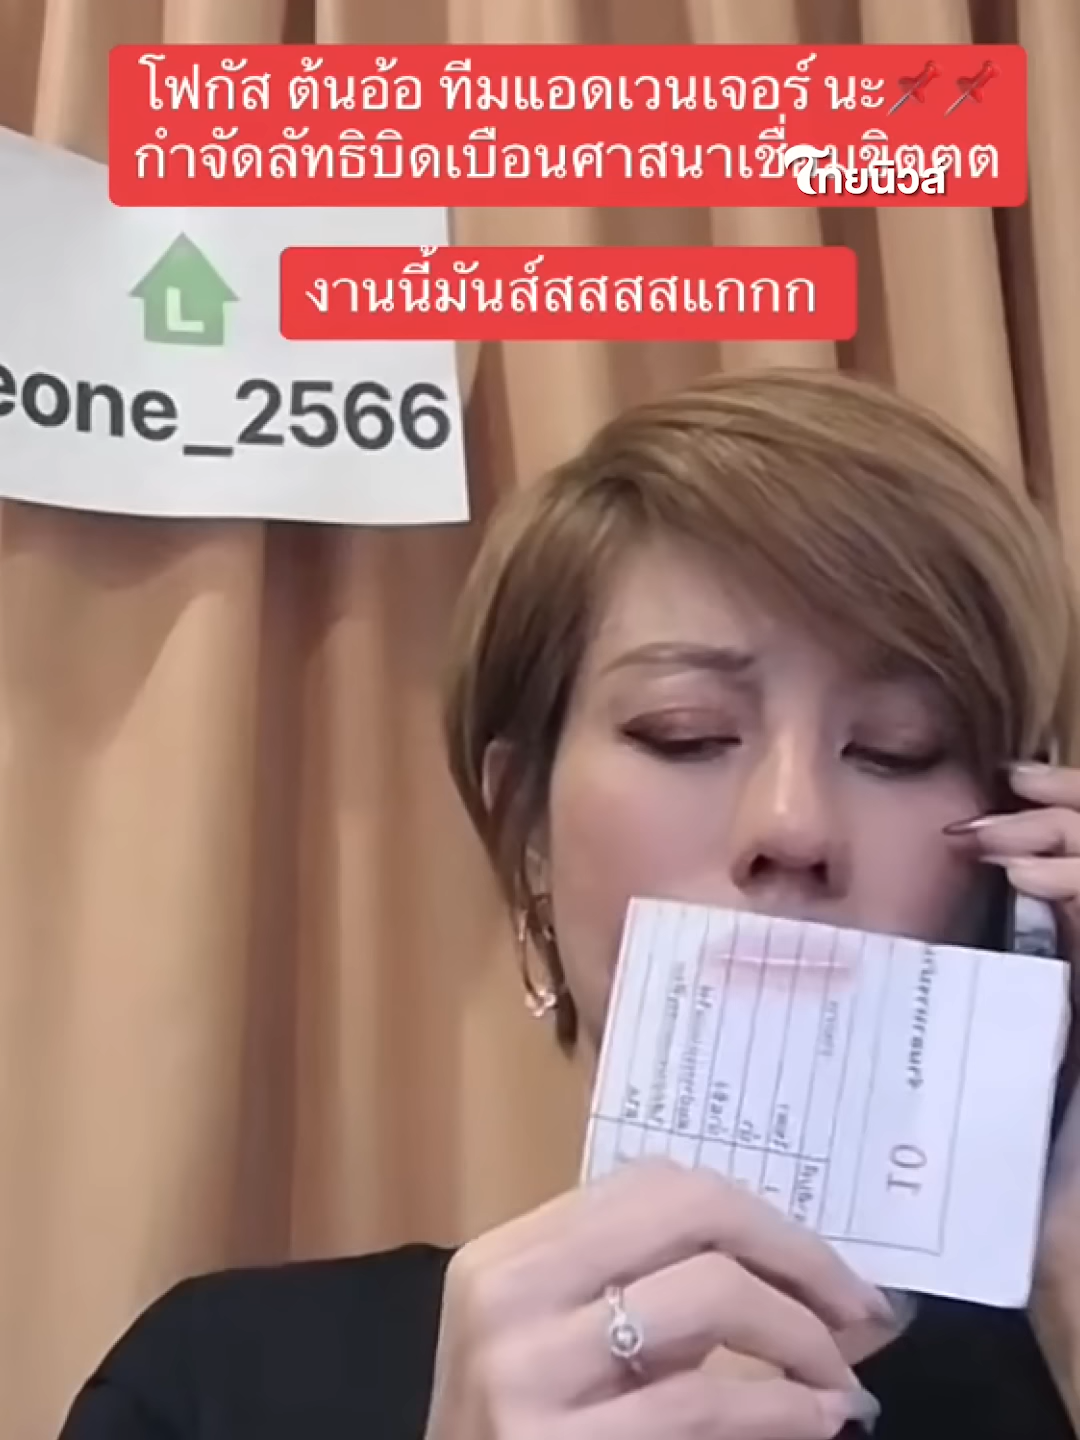 โฟกัส ต้นอ้อ ทีมแอดเวนเจอร์ นะ📌📌
กำจัดลัทธิบิดเบือนศาสนาเชื่อมขิตตต
ไทยนิวส์
งานนี้มันส์สสสสแกกก
L
eone_2566
01